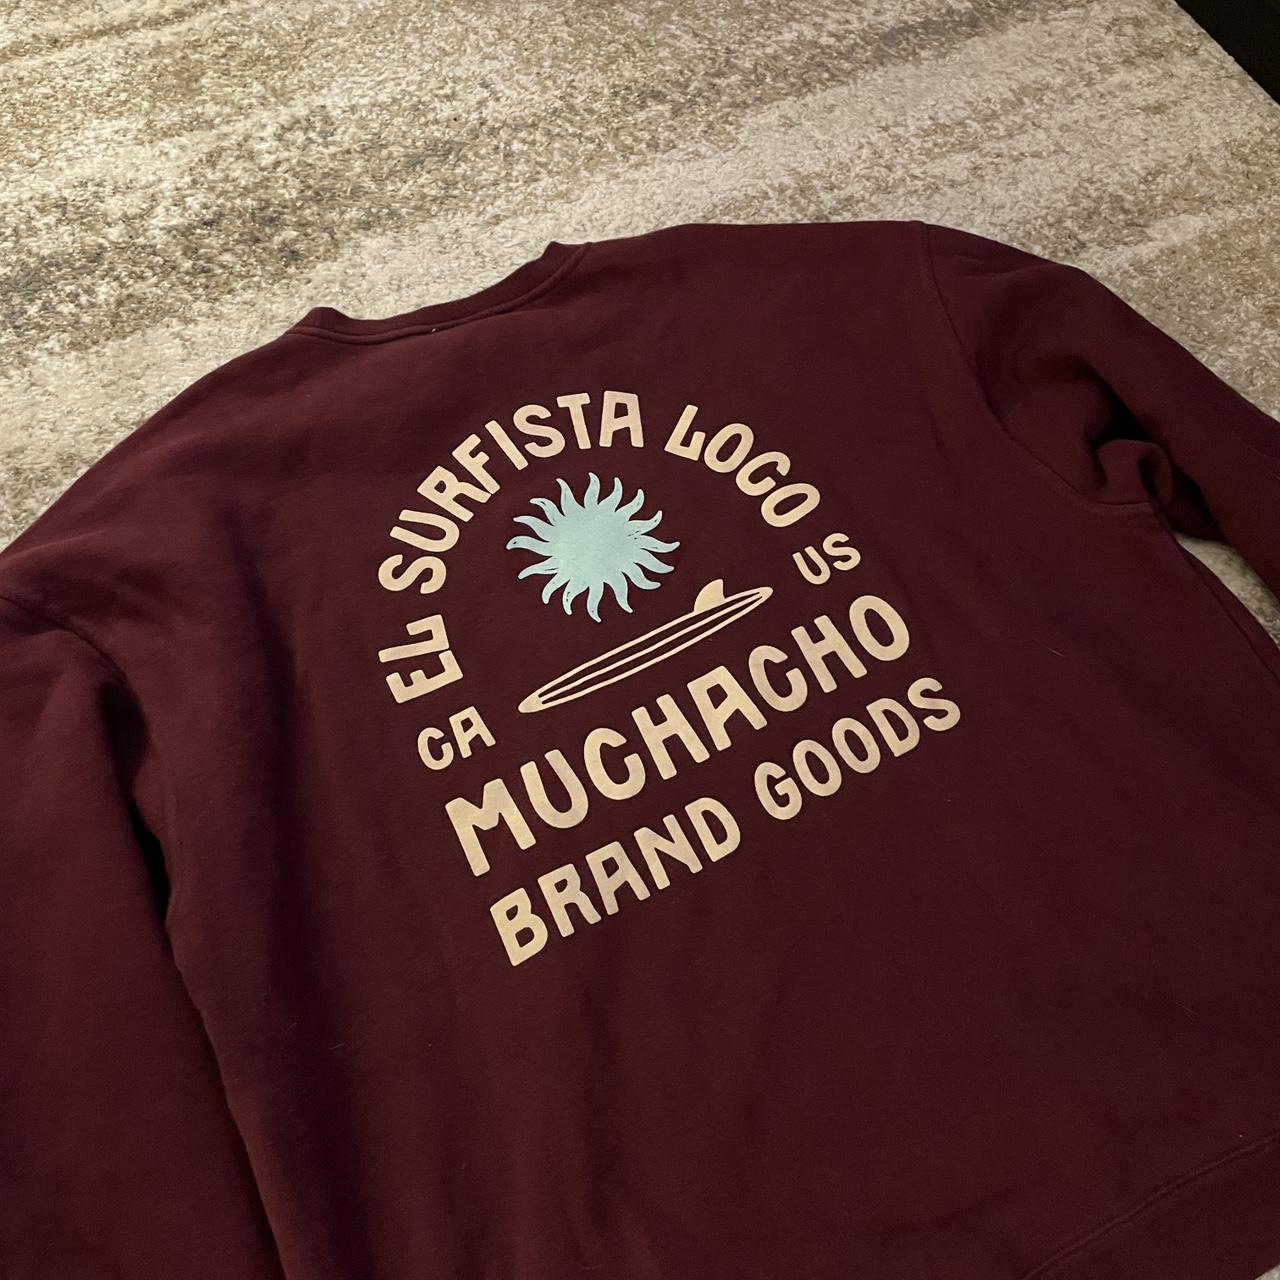 EL SURFISTA LOCO
CA US
MUCHACHO
BRAND GOODS